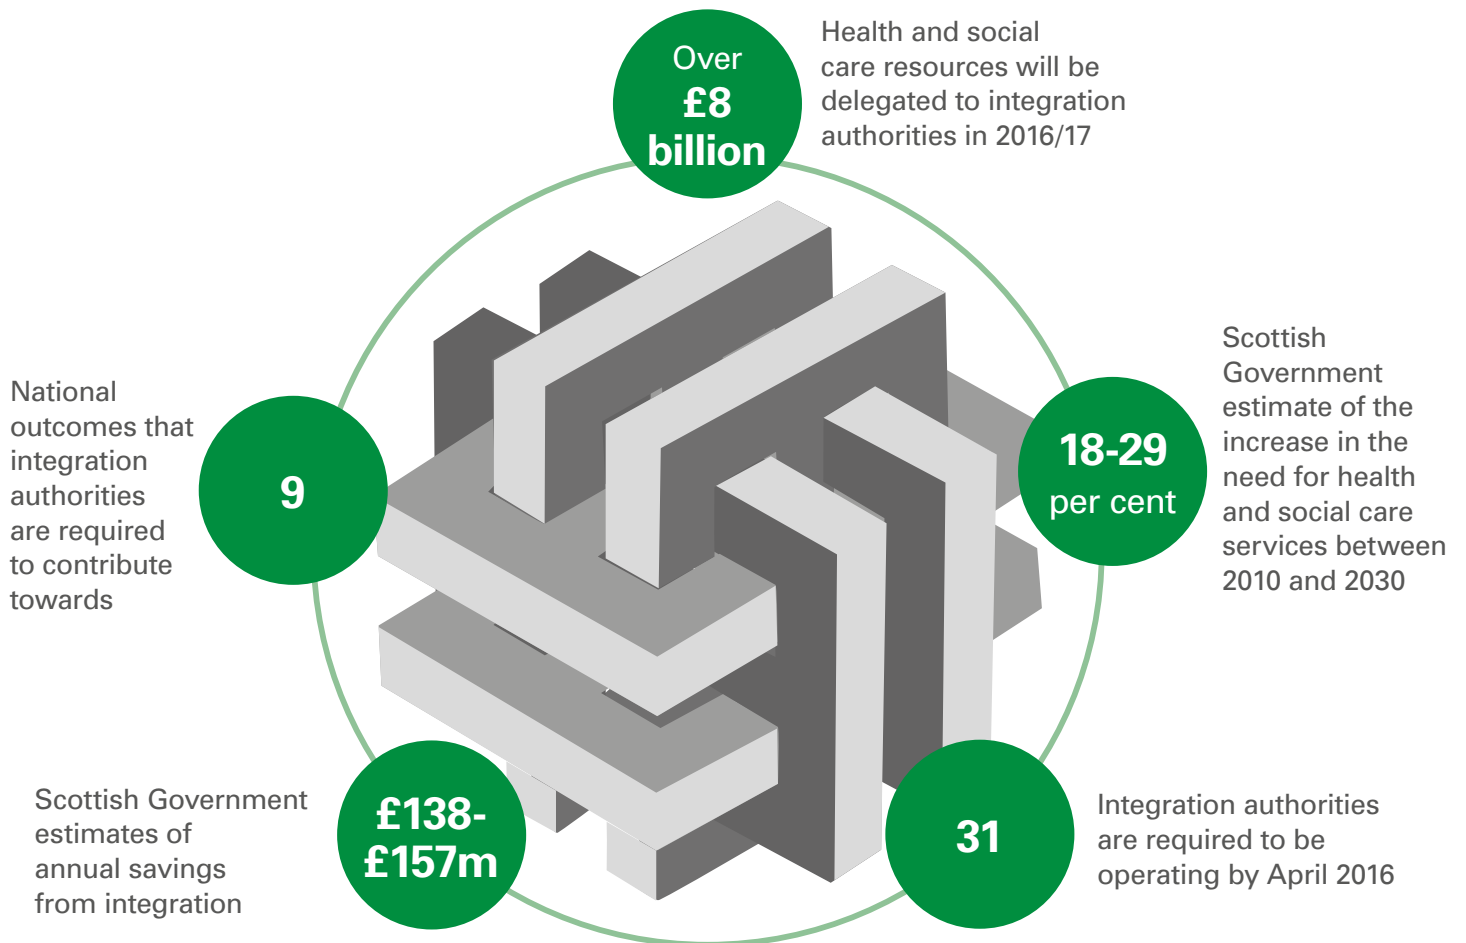 Over
£8
billion
Health and social
care resources will be
delegated to integration
authorities in 2016/17
18-29
per cent
Scottish
Government
estimate of the
increase in the
need for health
and social care
services between
2010 and 2030
31
Integration authorities
are required to be
operating by April 2016
£138-
£157m
Scottish Government
estimates of
annual savings
from integration
9
National
outcomes that
integration
authorities
are required
to contribute
towards